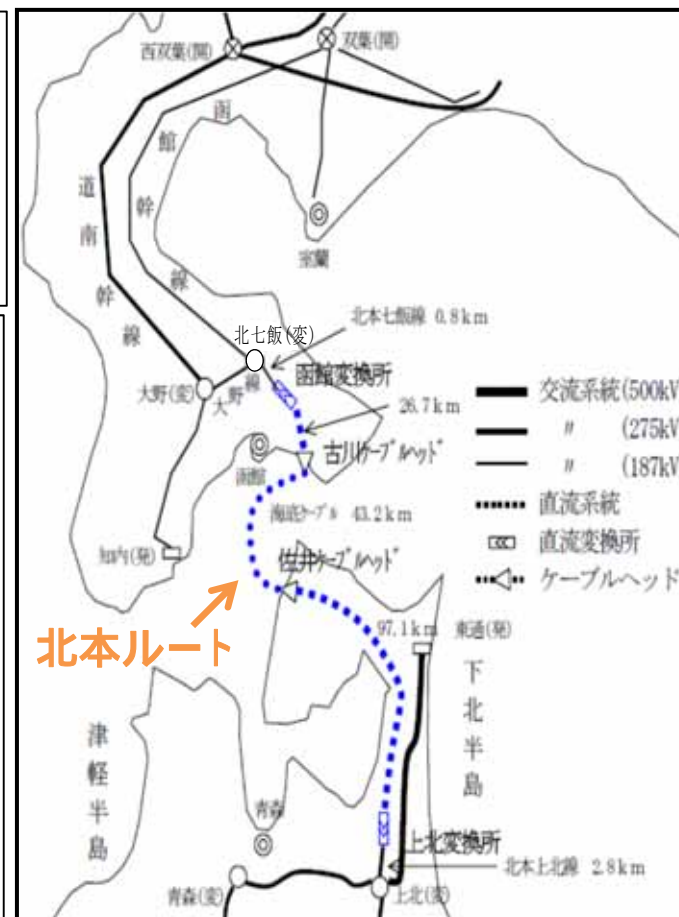 西双葉(開)
双葉(開)
函館幹線
道南幹線
室蘭
北本七飯線 0.8km
北七飯(変)
函館変換所
大野(変)
大野線
26.7km
古川ケーブルヘッド
函館
海底ケーブル 43.2km
知内(発)
佐井ケーブルヘッド
北本ルート
97.1km
東通(発)
下北半島
津軽半島
青森
上北変換所
北本上北線 2.8km
青森(変)
上北(変)
交流系統(500kV
〃 (275kV
〃 (187kV
直流系統
直流変換所
ケーブルヘッド